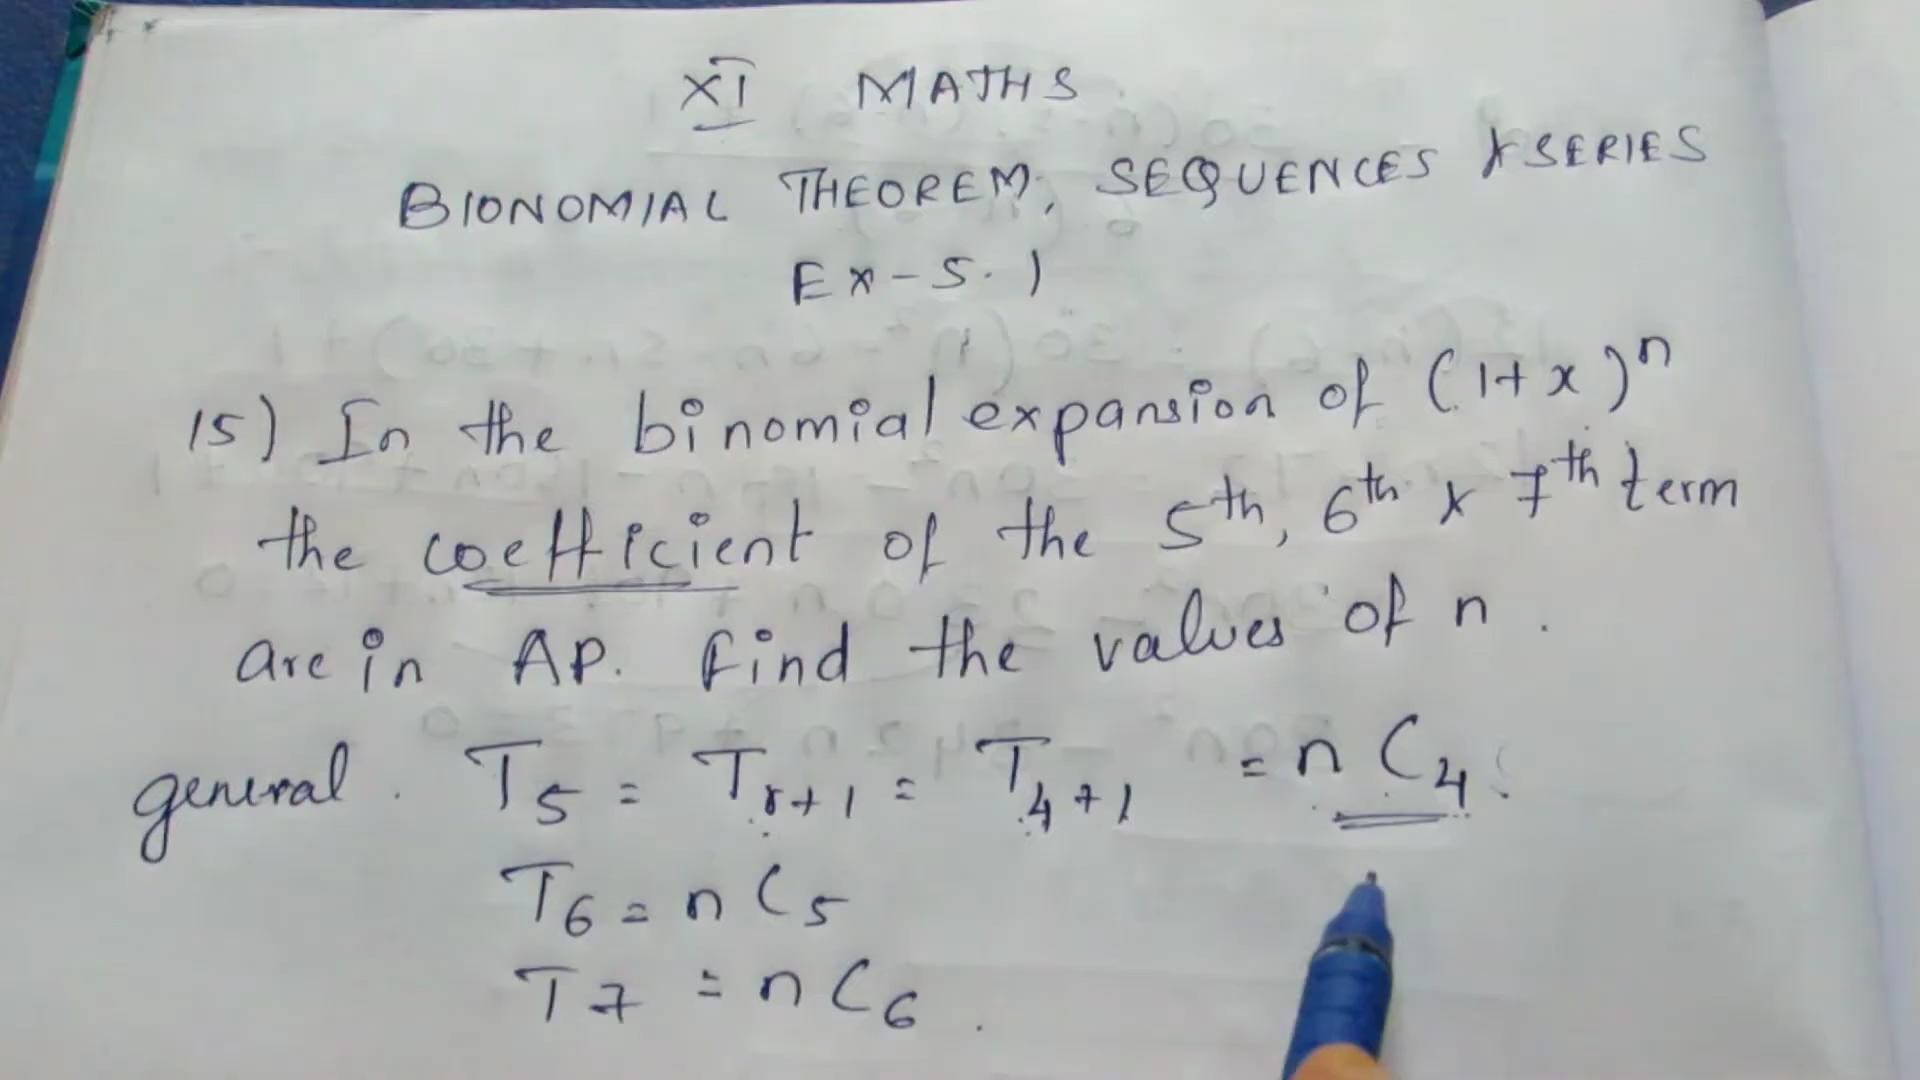 XI MATHS
BIONOMIAL THEOREM, SEQUENCES & SERIES
Ex-5.1
15) In the binomial expansion of (1+x)ⁿ
the coefficient of the 5th, 6th & 7th term
are in AP. find the values of n.
general. T₅ = Tᵣ₊₁ = T₄₊₁ = nC₄
T₆ = nC₅
T₇ = nC₆.